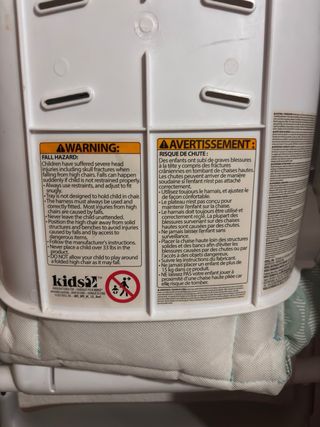 WARNING:
FALL HAZARD:
Children have suffered severe head
injuries including skull fractures when
falling from high chairs. Falls can happen
suddenly if child is not restrained properly.
• Always use restraints, and adjust to fit
snugly.
• Tray is not designed to hold child in chair.
• The harness must always be used and
correctly fitted. Most injuries from high
chairs are caused by falls.
• Never leave the child unattended.
• Position the high chair away from solid
structures and benches to avoid injuries
caused by falls and by access to
dangerous items.
• Follow the manufacturer's instructions.
• Never place a child over 33 lbs in the
product.
• DO NOT allow your child to play around
a folded high chair as it may fall.
kids2
AVERTISSEMENT :
RISQUE DE CHUTE :
Des enfants ont subi de graves blessures
à la tête y compris des fractures
crâniennes en tombant de chaises hautes.
Les chutes peuvent arriver de manière
soudaine si l'enfant n'est pas attaché
correctement.
• Utilisez toujours le harnais, et ajustez-le
de façon confortable.
• Le plateau n'est pas conçu pour
maintenir l'enfant sur la chaise.
• Le harnais doit toujours être utilisé et
correctement réglé. La plupart des
blessures survenant sur des chaises
hautes sont causées par des chutes.
• Ne jamais laisser l'enfant sans
surveillance.
• Placer la chaise haute loin des structures
solides et des bancs afin d'éviter les
blessures causées par des chutes ou par
l'accès à des objets dangereux.
• Suivre les instructions du fabricant.
• Ne jamais placer un enfant de plus de
15 kg dans ce produit.
• NE laissez PAS votre enfant jouer à
proximité d'une chaise haute pliée car
elle risque de tomber.